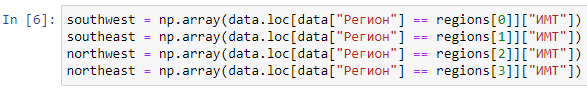 In [6]: southwest = np.array(data.loc[data["Регион"] == regions[0]]["ИМТ"])
southeast = np.array(data.loc[data["Регион"] == regions[1]]["ИМТ"])
northwest = np.array(data.loc[data["Регион"] == regions[2]]["ИМТ"])
northeast = np.array(data.loc[data["Регион"] == regions[3]]["ИМТ"])